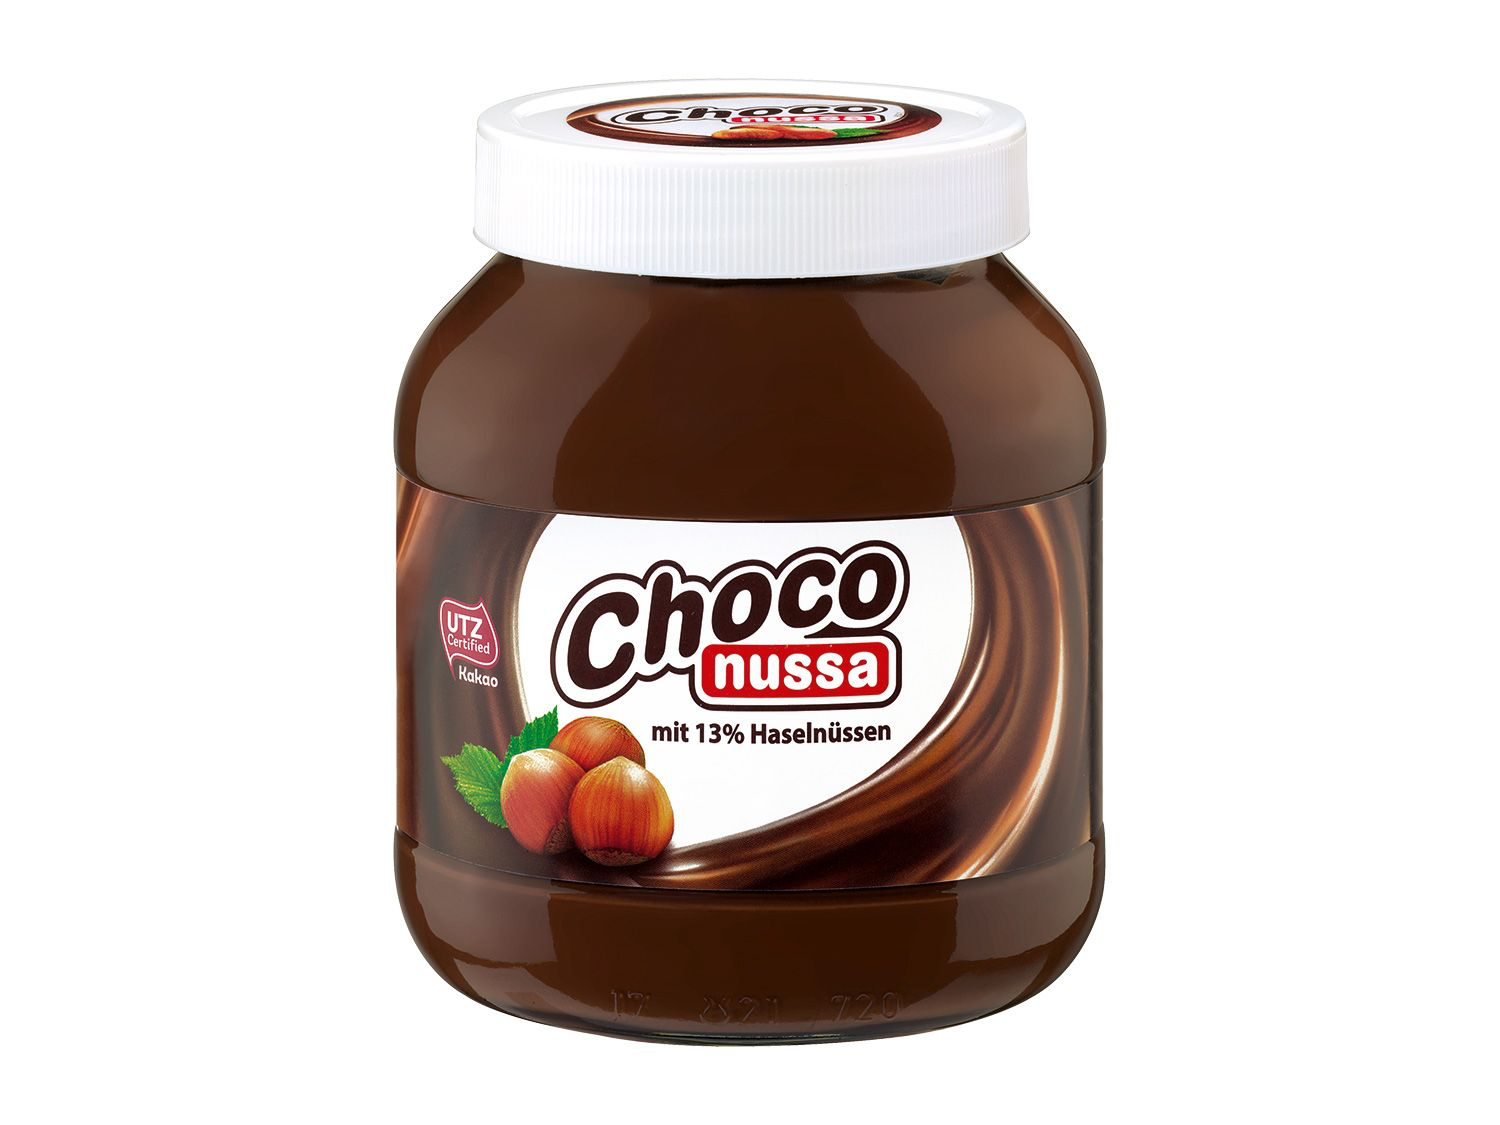 Choco
nussa
UTZ
Certified
Kakao
Choco
nussa
mit 13% Haselnüssen